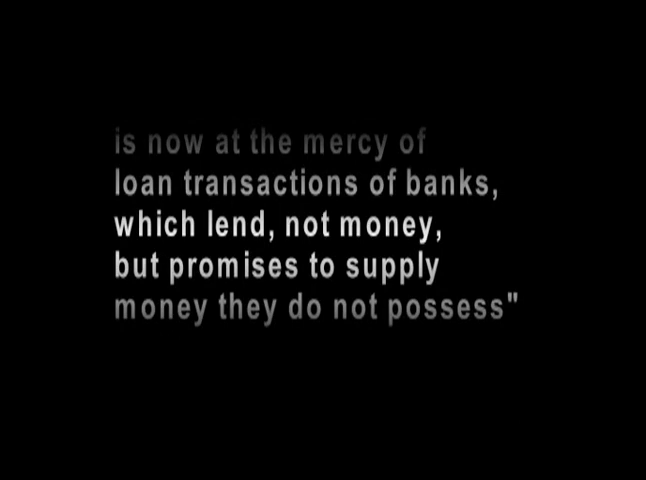 is now at the mercy of
loan transactions of banks,
which lend, not money,
but promises to supply
money they do not possess"